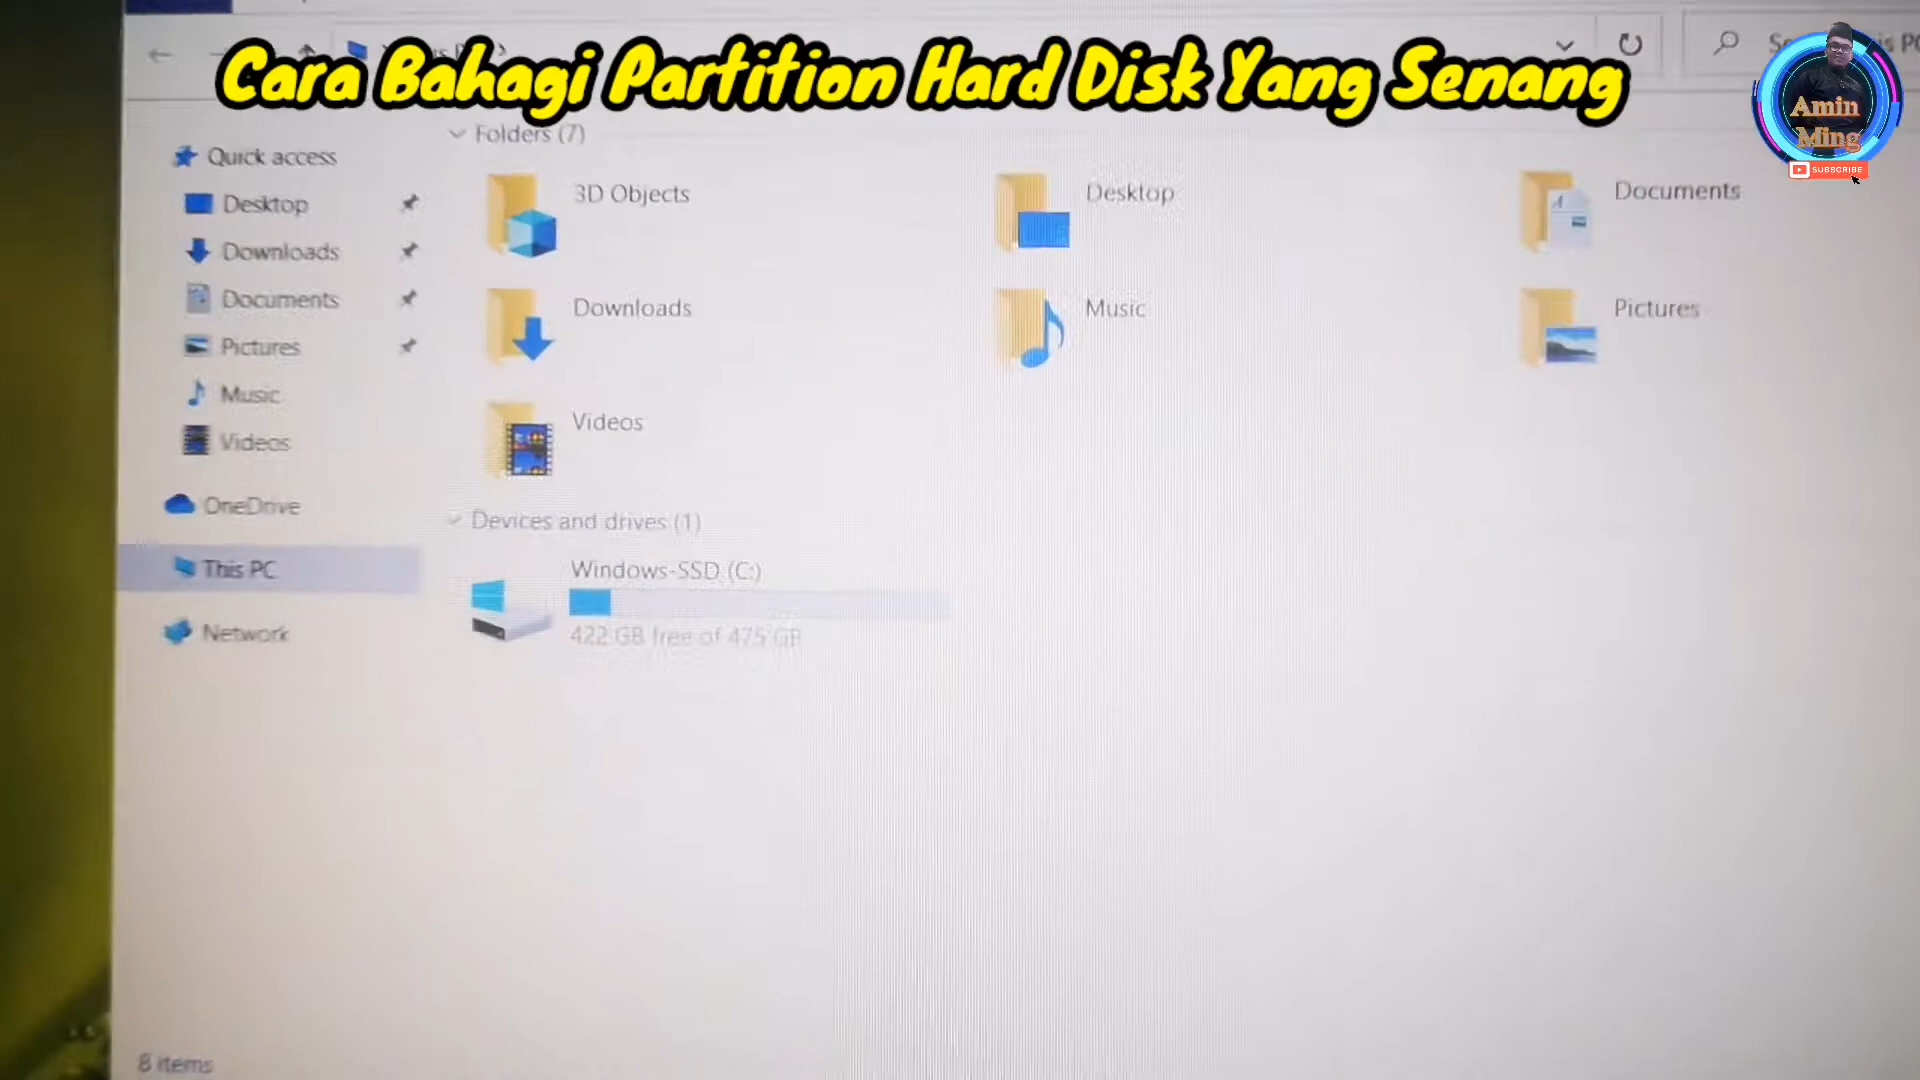 Cara Bahagi Partition Hard Disk Yang Senang
Amin
Ming
SUBSCRIBE
Folders (7)
Quick access
Desktop
Downloads
Documents
Pictures
Music
Videos
OneDrive
This PC
Network
3D Objects
Desktop
Documents
Downloads
Music
Pictures
Videos
Devices and drives (1)
Windows-SSD (C:)
422 GB free of 475 GB
8 items